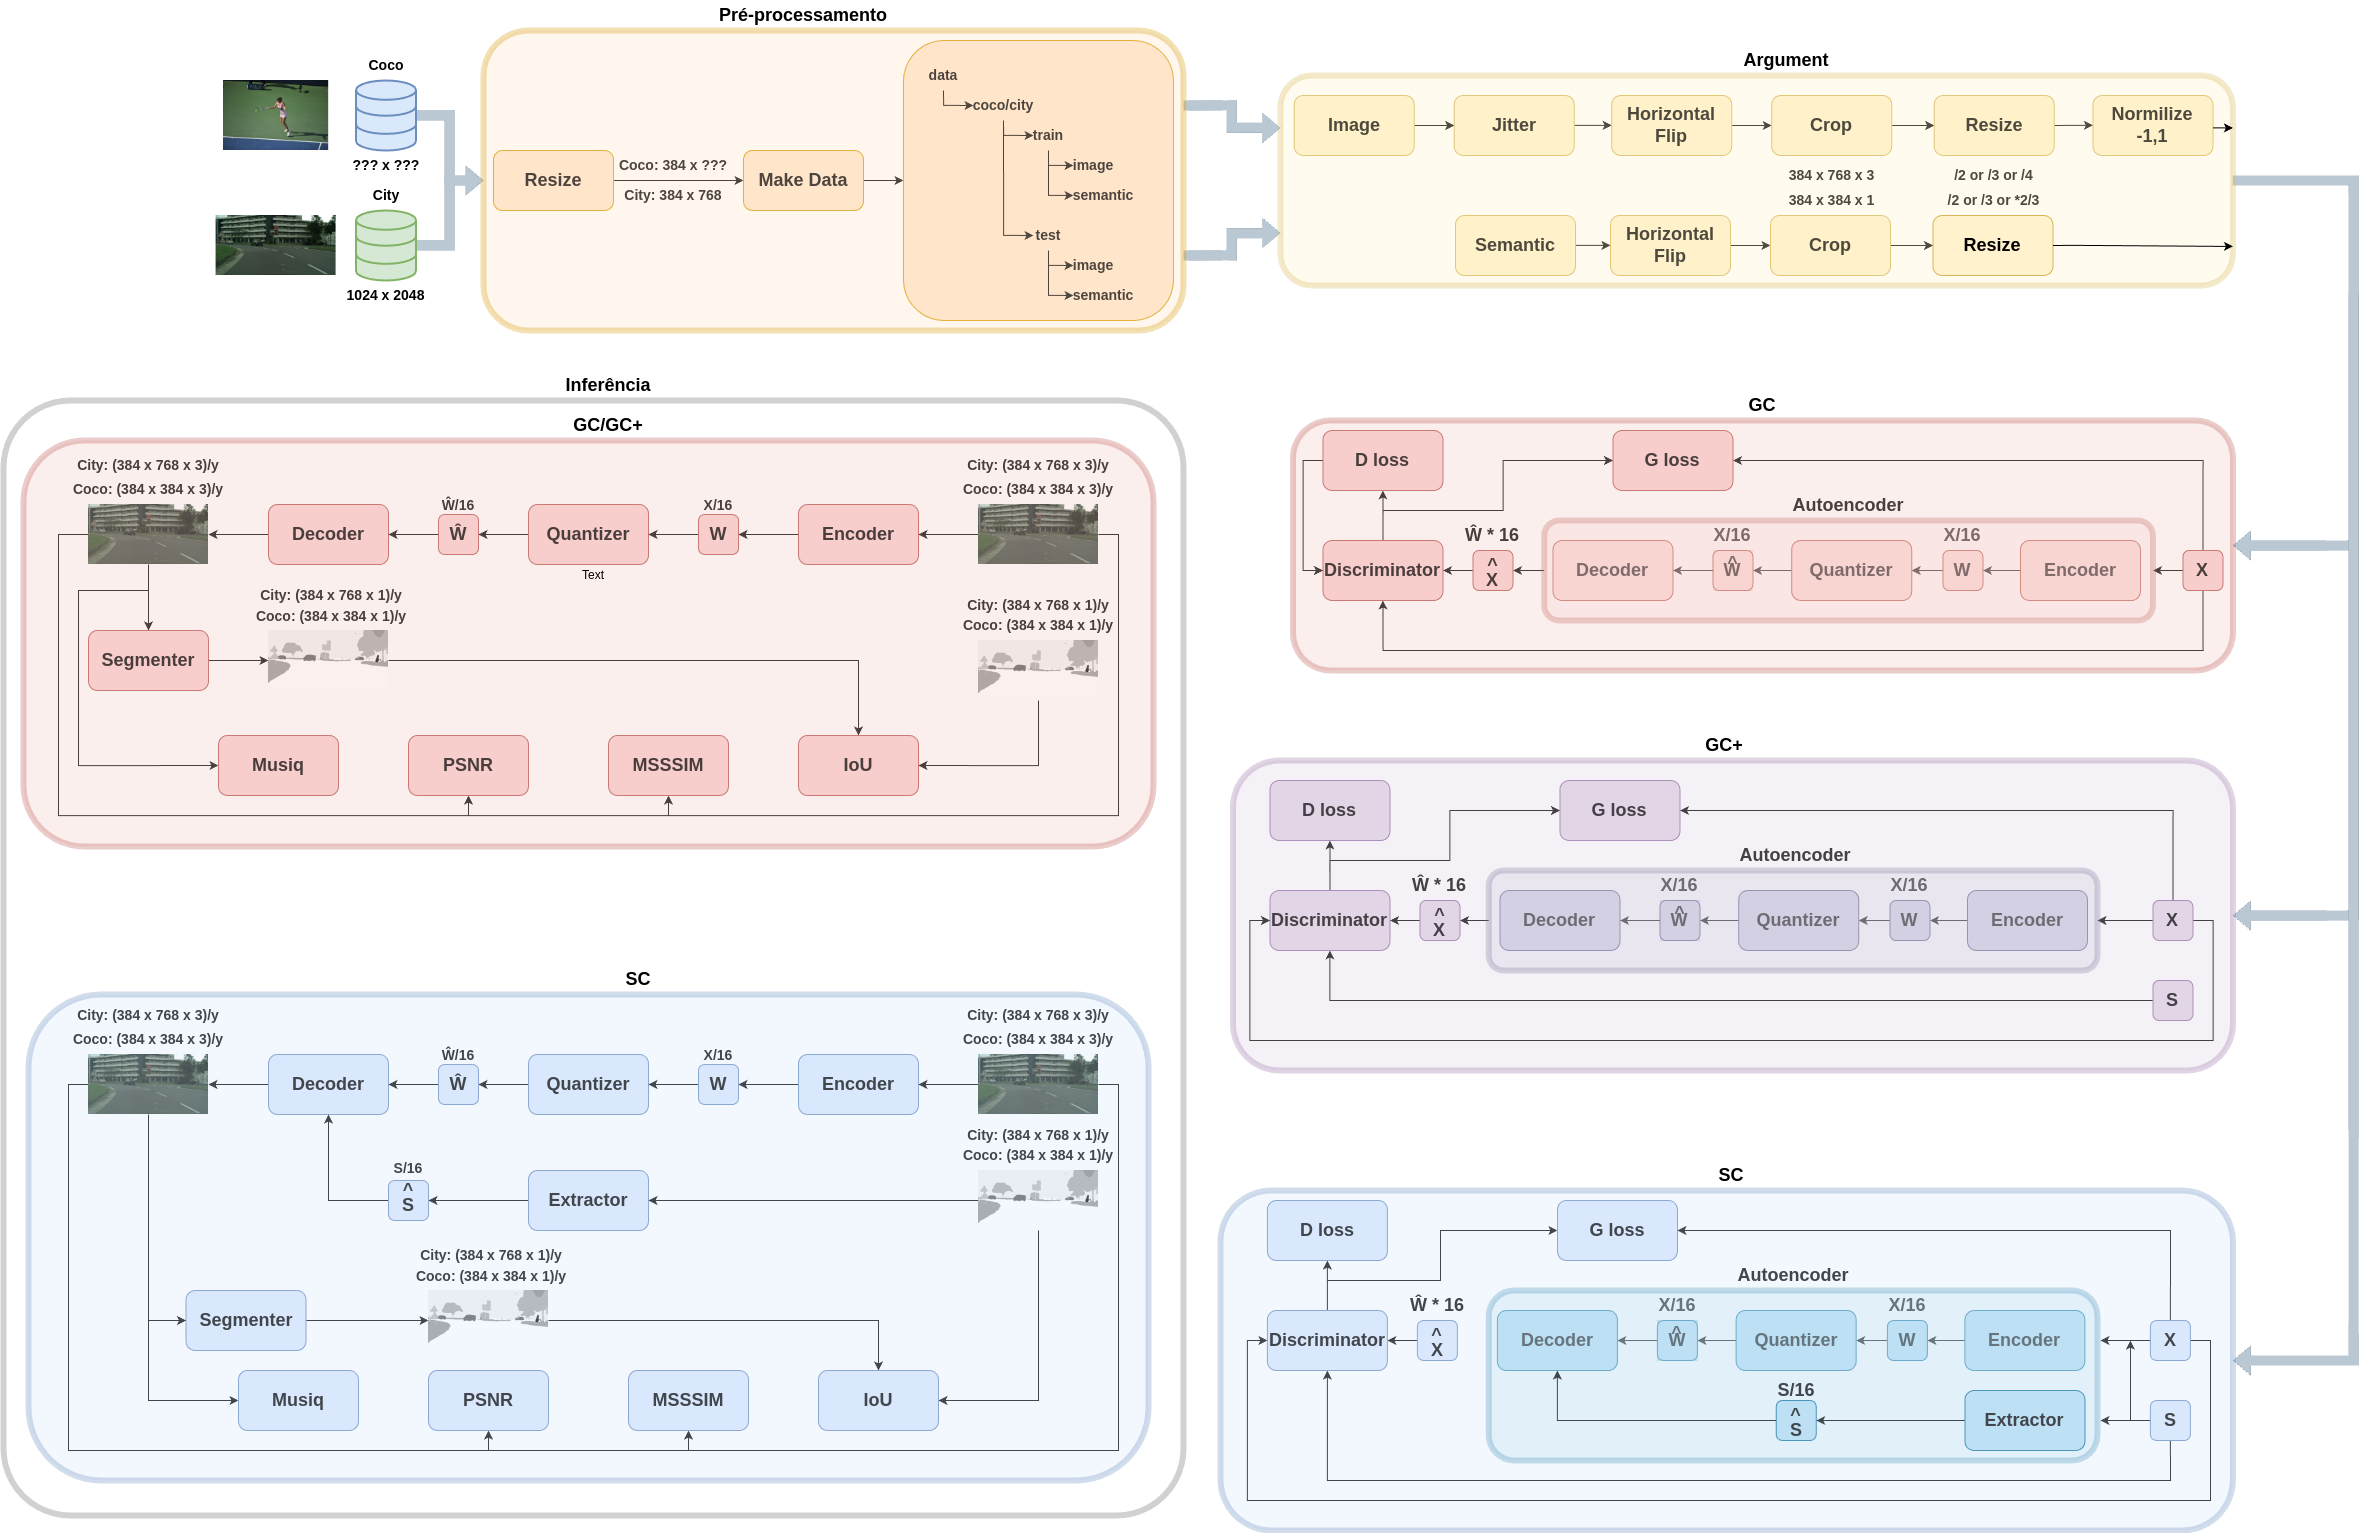 Pré-processamento
Coco
??? x ???
City
1024 x 2048
Resize
Coco: 384 x ???
City: 384 x 768
Make Data
data
coco/city
train
image
semantic
test
image
semantic
Argument
Image
Jitter
Horizontal
Flip
Crop
Resize
Normilize
-1,1
384 x 768 x 3
384 x 384 x 1
/2 or /3 or /4
/2 or /3 or *2/3
Semantic
Horizontal
Flip
Crop
Resize
Inferência
GC/GC+
City: (384 x 768 x 3)/y
Coco: (384 x 384 x 3)/y
Decoder
Ŵ/16
Ŵ
Quantizer
Text
X/16
W
Encoder
City: (384 x 768 x 3)/y
Coco: (384 x 384 x 3)/y
City: (384 x 768 x 1)/y
Coco: (384 x 384 x 1)/y
City: (384 x 768 x 1)/y
Coco: (384 x 384 x 1)/y
Segmenter
Musiq
PSNR
MSSSIM
IoU
SC
City: (384 x 768 x 3)/y
Coco: (384 x 384 x 3)/y
Decoder
Ŵ/16
Ŵ
Quantizer
X/16
W
Encoder
City: (384 x 768 x 3)/y
Coco: (384 x 384 x 3)/y
City: (384 x 768 x 1)/y
Coco: (384 x 384 x 1)/y
S/16
^
S
Extractor
City: (384 x 768 x 1)/y
Coco: (384 x 384 x 1)/y
Segmenter
Musiq
PSNR
MSSSIM
IoU
GC
D loss
G loss
Autoencoder
Discriminator
Ŵ * 16
^
X
Decoder
X/16
^
W
Quantizer
X/16
W
Encoder
X
GC+
D loss
G loss
Autoencoder
Discriminator
Ŵ * 16
^
X
Decoder
X/16
^
W
Quantizer
X/16
W
Encoder
X
S
SC
D loss
G loss
Autoencoder
Discriminator
Ŵ * 16
^
X
Decoder
X/16
^
W
Quantizer
X/16
W
Encoder
X
S/16
^
S
Extractor
S